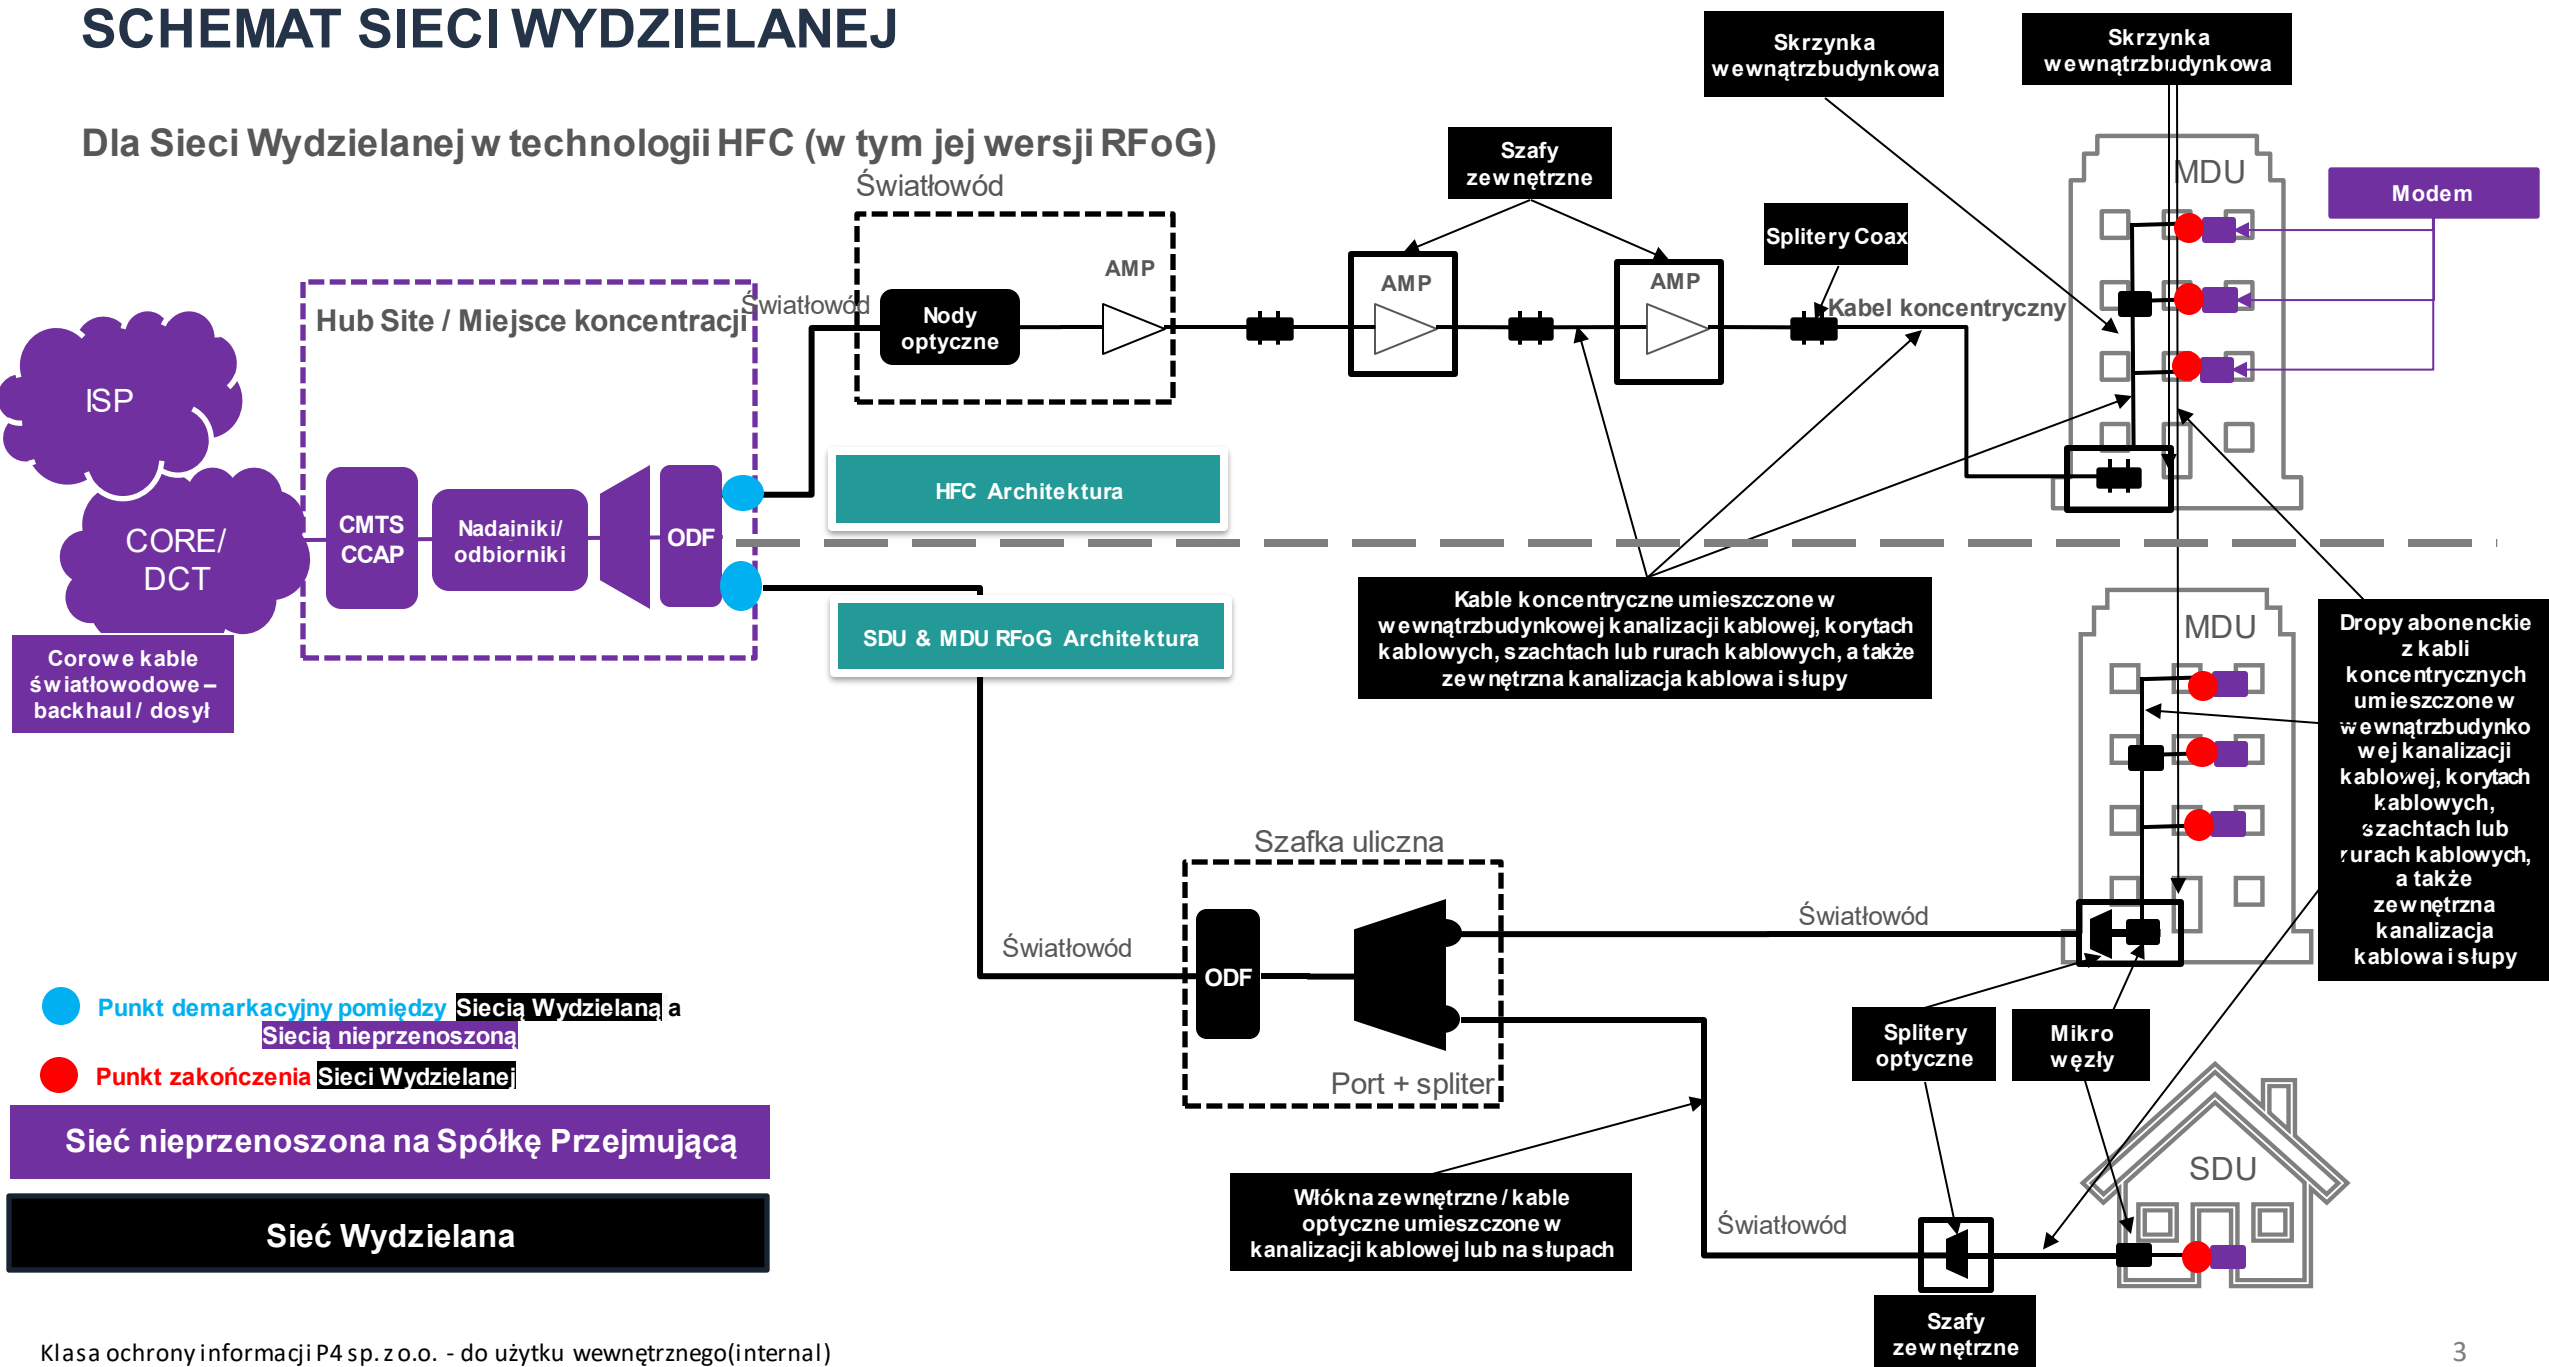 SCHEMAT SIECI WYDZIELANEJ
Dla Sieci Wydzielanej w technologii HFC (w tym jej wersji RFoG)
Skrzynka
wewnątrzbudynkowa
Skrzynka
wewnątrzbudynkowa
Szafy
zewnętrzne
Światłowód
MDU
Modem
Splitery Coax
AMP
AMP
AMP
Światłowód
Hub Site / Miejsce koncentracji
Nody
optyczne
Kabel koncentryczny
ISP
HFC Architektura
CMTS
CCAP
Nadajniki/
odbiorniki
ODF
CORE/
DCT
Corowe kable
światłowodowe –
backhaul / dosył
SDU & MDU RFoG Architektura
Kable koncentryczne umieszczone w
wewnątrzbudynkowej kanalizacji kablowej, korytach
kablowych, szachtach lub rurach kablowych, a także
zewnętrzna kanalizacja kablowa i słupy
MDU
Dropy abonenckie
z kabli
koncentrycznych
umieszczone w
wewnątrzbudynko
wej kanalizacji
kablowej, korytach
kablowych,
szachtach lub
rurach kablowych,
a także
zewnętrzna
kanalizacja
kablowa i słupy
Szafka uliczna
Światłowód
Światłowód
ODF
Port + spliter
Splitery
optyczne
Mikro
węzły
Punkt demarkacyjny pomiędzy Siecią Wydzielaną a
Siecią nieprzenoszoną
Punkt zakończenia Sieci Wydzielanej
Sieć nieprzenoszona na Spółkę Przejmującą
Sieć Wydzielana
Włókna zewnętrzne / kable
optyczne umieszczone w
kanalizacji kablowej lub na słupach
Światłowód
SDU
Szafy
zewnętrzne
Klasa ochrony informacji P4 sp. z o.o. - do użytku wewnętrznego(internal)
3